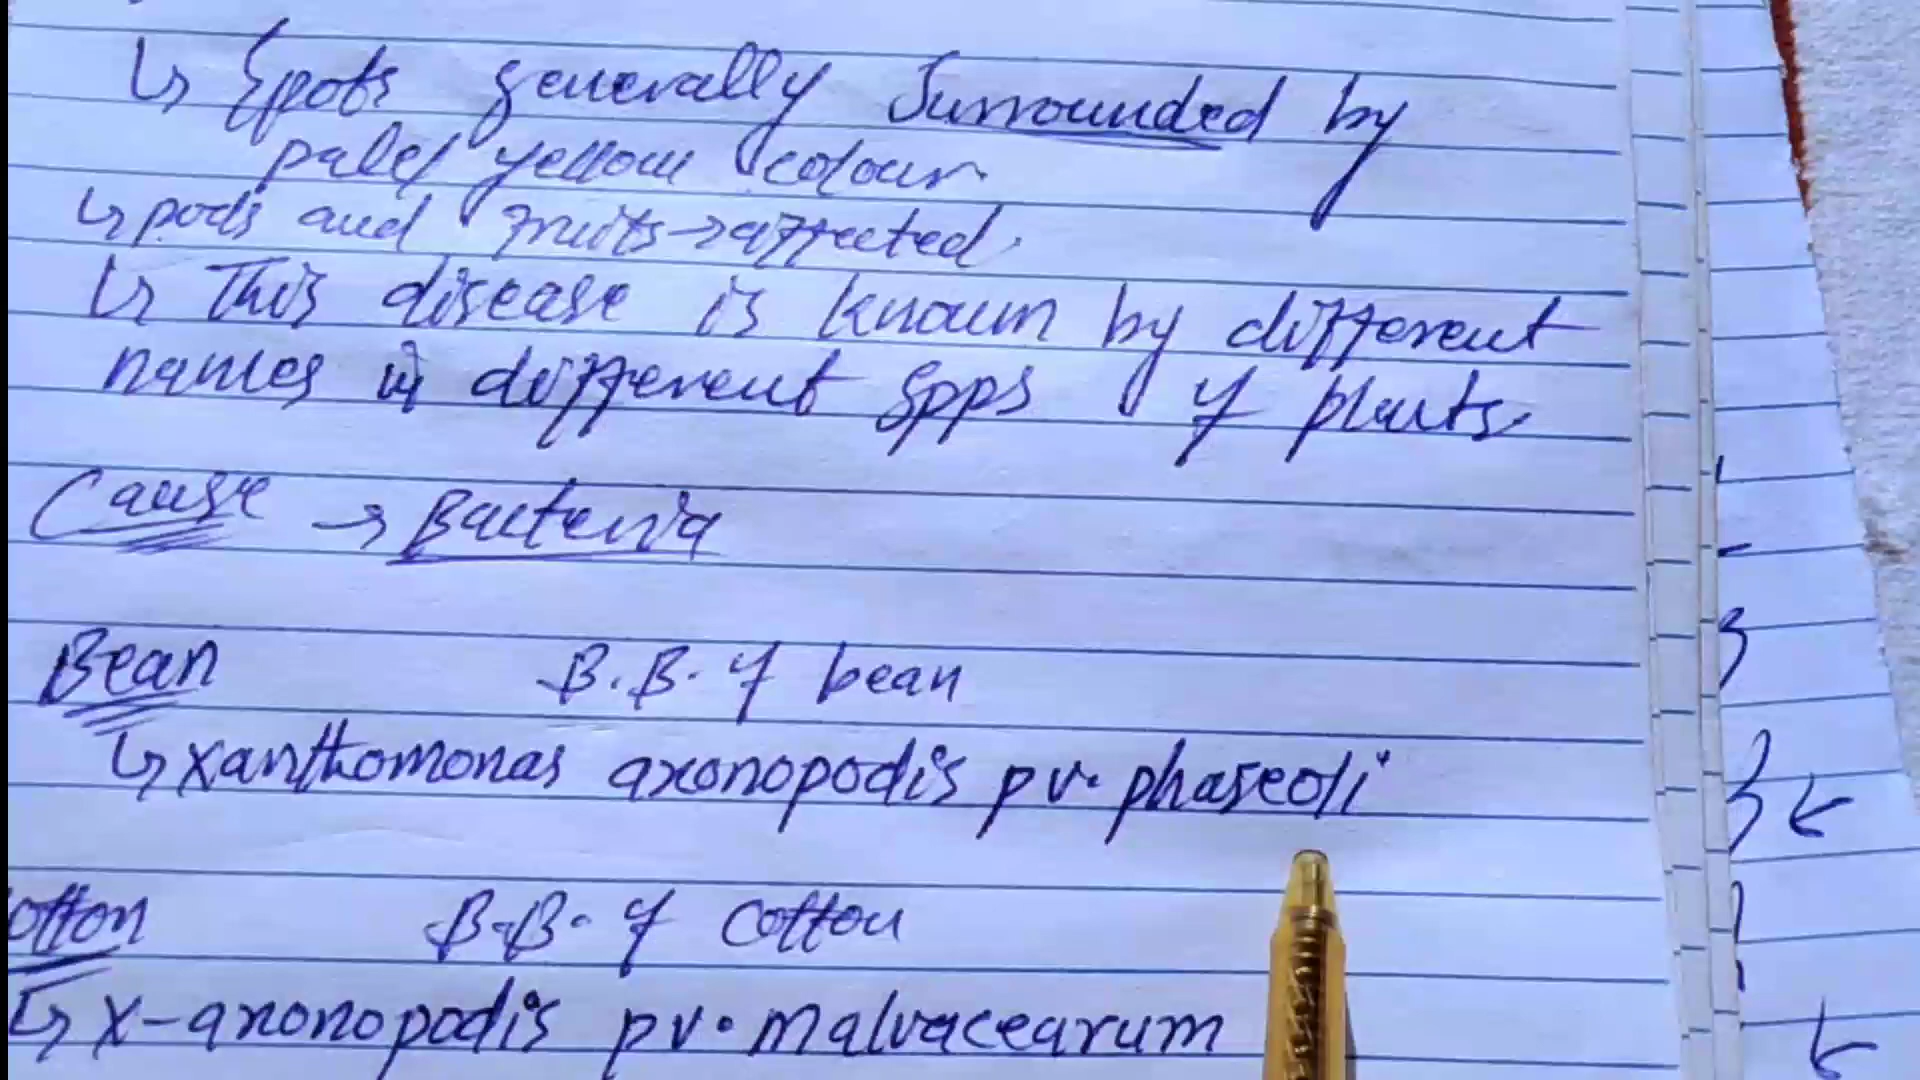 ↳ Spots generally Surrounded by
pale yellow colour
↳ pods and fruits → affected.
↳ This disease is known by different
names in different Spps of plants
Cause → Bacteria
Bean B.B. of bean
↳ xanthomonas axonopodis pv. phaseoli
otton B.B. of Cotton
↳ X-axonopodis pv. malvacearum